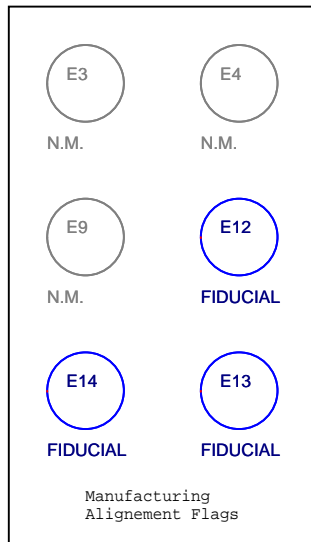 E3 E4
N.M. N.M.
E9 E12
N.M. FIDUCIAL
E14 E13
FIDUCIAL FIDUCIAL
Manufacturing
Alignement Flags